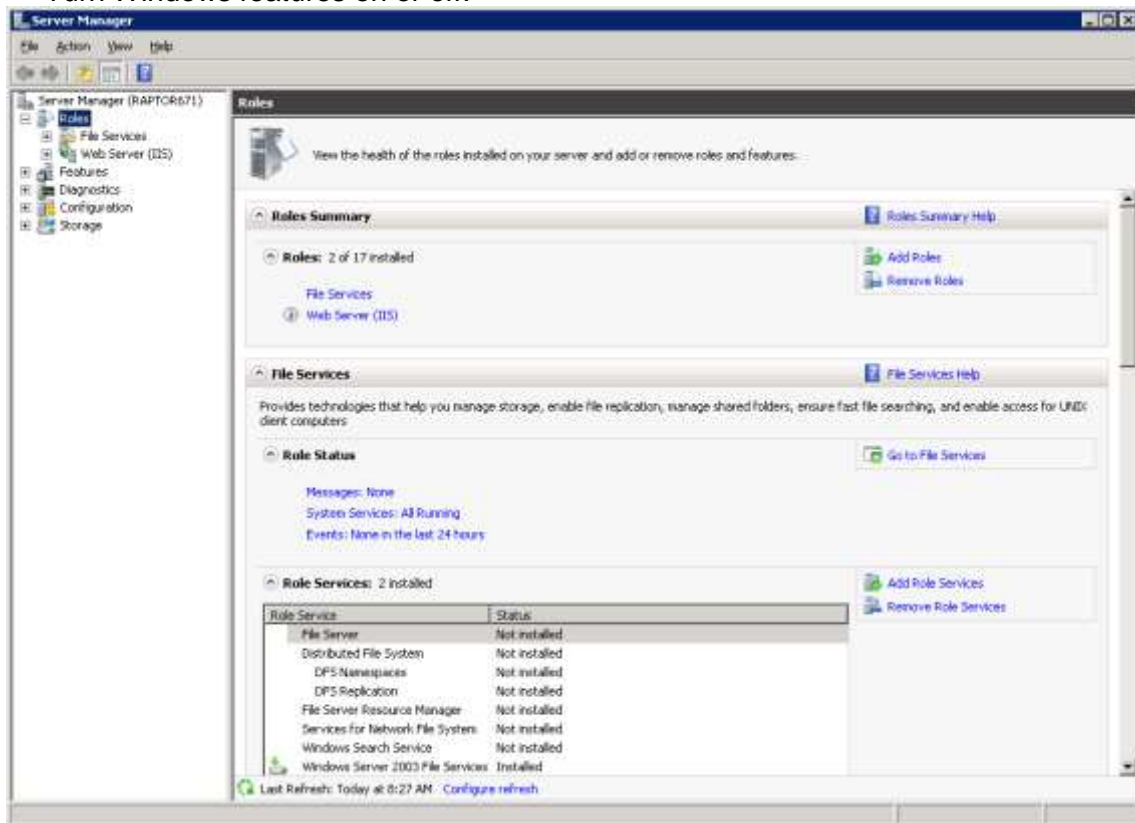 Turn Windows features on or off
Server Manager
File Action View Help
Server Manager (RAPTOR671)
Roles
File Services
Web Server (IIS)
Features
Diagnostics
Configuration
Storage
Roles
View the health of the roles installed on your server and add or remove roles and features.
Roles Summary
Roles Summary Help
Roles: 2 of 17 installed
Add Roles
Remove Roles
File Services
Web Server (IIS)
File Services
File Services Help
Provides technologies that help you manage storage, enable file replication, manage shared folders, ensure fast file searching, and enable access for UNIX
client computers
Role Status
Go to File Services
Messages: None
System Services: All Running
Events: None in the last 24 hours
Role Services: 2 installed
Add Role Services
Remove Role Services
Role Service Status
File Server Not installed
Distributed File System Not installed
DFS Namespaces Not installed
DFS Replication Not installed
File Server Resource Manager Not installed
Services for Network File System Not installed
Windows Search Service Not installed
Windows Server 2003 File Services Installed
Last Refresh: Today at 8:27 AM Configure refresh